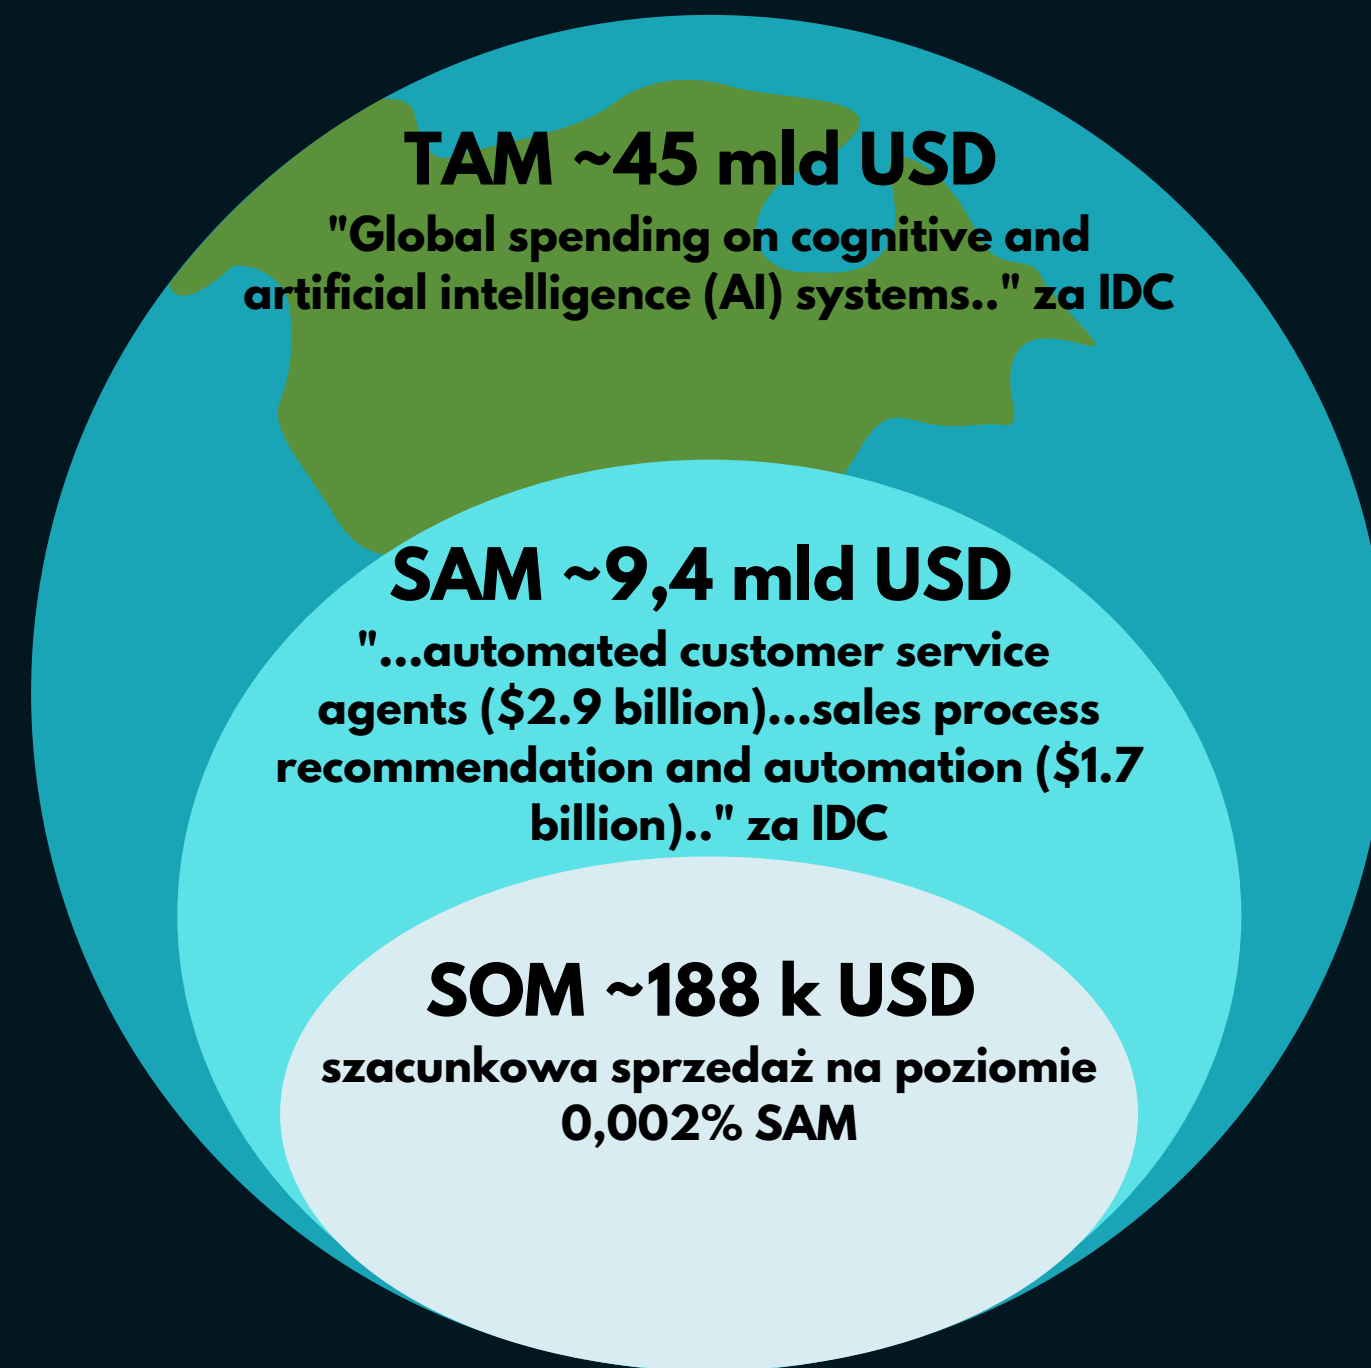 TAM ~45 mld USD
"Global spending on cognitive and
artificial intelligence (AI) systems.." za IDC
SAM ~9,4 mld USD
"...automated customer service
agents ($2.9 billion)...sales process
recommendation and automation ($1.7
billion).." za IDC
SOM ~188 k USD
szacunkowa sprzedaż na poziomie
0,002% SAM